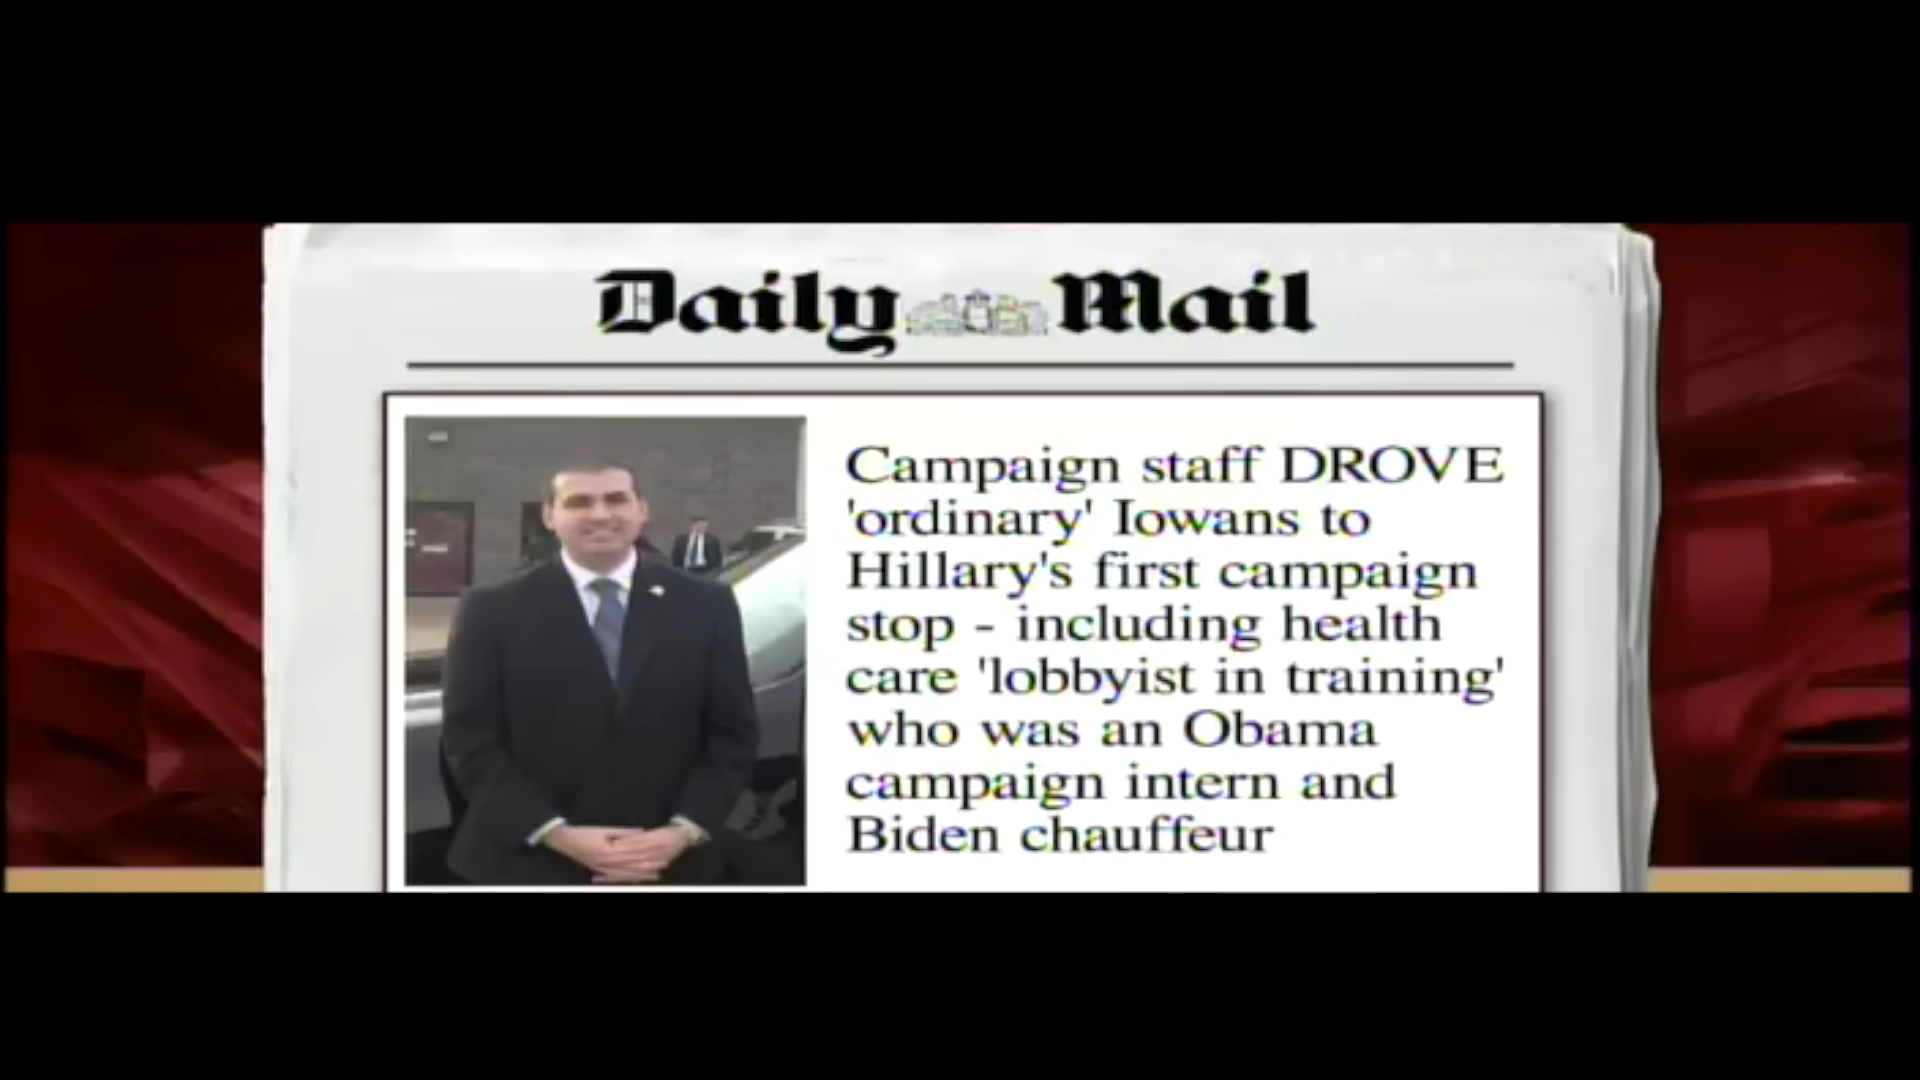 Daily Mail
Campaign staff DROVE
'ordinary' Iowans to
Hillary's first campaign
stop - including health
care 'lobbyist in training'
who was an Obama
campaign intern and
Biden chauffeur